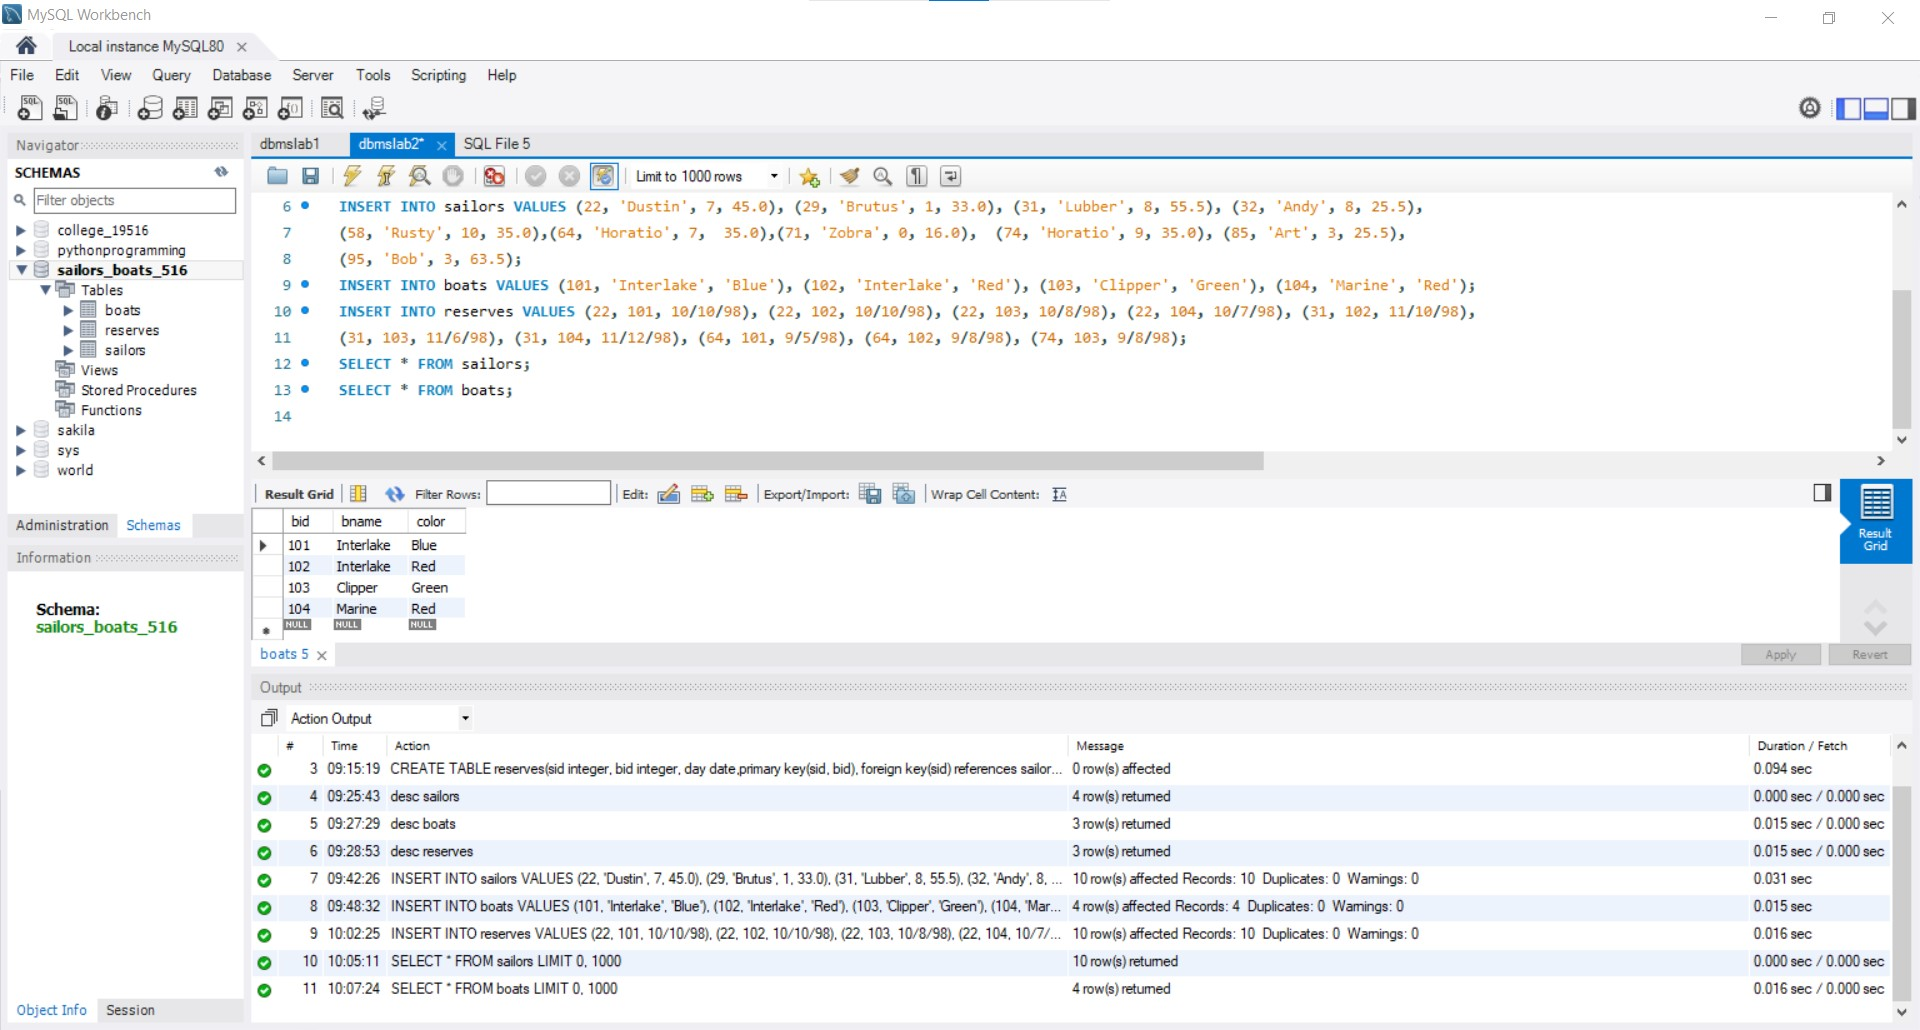 MySQL Workbench
Local instance MySQL80
File Edit View Query Database Server Tools Scripting Help
Navigator
SCHEMAS
Filter objects
college_19516
pythonprogramming
sailors_boats_516
Tables
boats
reserves
sailors
Views
Stored Procedures
Functions
sakila
sys
world
Administration Schemas
Information
Schema:
sailors_boats_516
Object Info Session
dbmslab1 dbmslab2* SQL File 5
Limit to 1000 rows
6 INSERT INTO sailors VALUES (22, 'Dustin', 7, 45.0), (29, 'Brutus', 1, 33.0), (31, 'Lubber', 8, 55.5), (32, 'Andy', 8, 25.5),
7 (58, 'Rusty', 10, 35.0),(64, 'Horatio', 7,  35.0),(71, 'Zobra', 0, 16.0),  (74, 'Horatio', 9, 35.0), (85, 'Art', 3, 25.5),
8 (95, 'Bob', 3, 63.5);
9 INSERT INTO boats VALUES (101, 'Interlake', 'Blue'), (102, 'Interlake', 'Red'), (103, 'Clipper', 'Green'), (104, 'Marine', 'Red');
10 INSERT INTO reserves VALUES (22, 101, 10/10/98), (22, 102, 10/10/98), (22, 103, 10/8/98), (22, 104, 10/7/98), (31, 102, 11/10/98),
11 (31, 103, 11/6/98), (31, 104, 11/12/98), (64, 101, 9/5/98), (64, 102, 9/8/98), (74, 103, 9/8/98);
12 SELECT * FROM sailors;
13 SELECT * FROM boats;
14
Result Grid Filter Rows: Edit: Export/Import: Wrap Cell Content:
bid bname color
101 Interlake Blue
102 Interlake Red
103 Clipper Green
104 Marine Red
NULL NULL NULL
Result
Grid
boats 5 Apply Revert
Output
Action Output
# Time Action Message Duration / Fetch
3 09:15:19 CREATE TABLE reserves(sid integer, bid integer, day date,primary key(sid, bid), foreign key(sid) references sailor... 0 row(s) affected 0.094 sec
4 09:25:43 desc sailors 4 row(s) returned 0.000 sec / 0.000 sec
5 09:27:29 desc boats 3 row(s) returned 0.015 sec / 0.000 sec
6 09:28:53 desc reserves 3 row(s) returned 0.015 sec / 0.000 sec
7 09:42:26 INSERT INTO sailors VALUES (22, 'Dustin', 7, 45.0), (29, 'Brutus', 1, 33.0), (31, 'Lubber', 8, 55.5), (32, 'Andy', 8, ... 10 row(s) affected Records: 10 Duplicates: 0 Warnings: 0 0.031 sec
8 09:48:32 INSERT INTO boats VALUES (101, 'Interlake', 'Blue'), (102, 'Interlake', 'Red'), (103, 'Clipper', 'Green'), (104, 'Mar... 4 row(s) affected Records: 4 Duplicates: 0 Warnings: 0 0.015 sec
9 10:02:25 INSERT INTO reserves VALUES (22, 101, 10/10/98), (22, 102, 10/10/98), (22, 103, 10/8/98), (22, 104, 10/7/... 10 row(s) affected Records: 10 Duplicates: 0 Warnings: 0 0.016 sec
10 10:05:11 SELECT * FROM sailors LIMIT 0, 1000 10 row(s) returned 0.000 sec / 0.000 sec
11 10:07:24 SELECT * FROM boats LIMIT 0, 1000 4 row(s) returned 0.016 sec / 0.000 sec